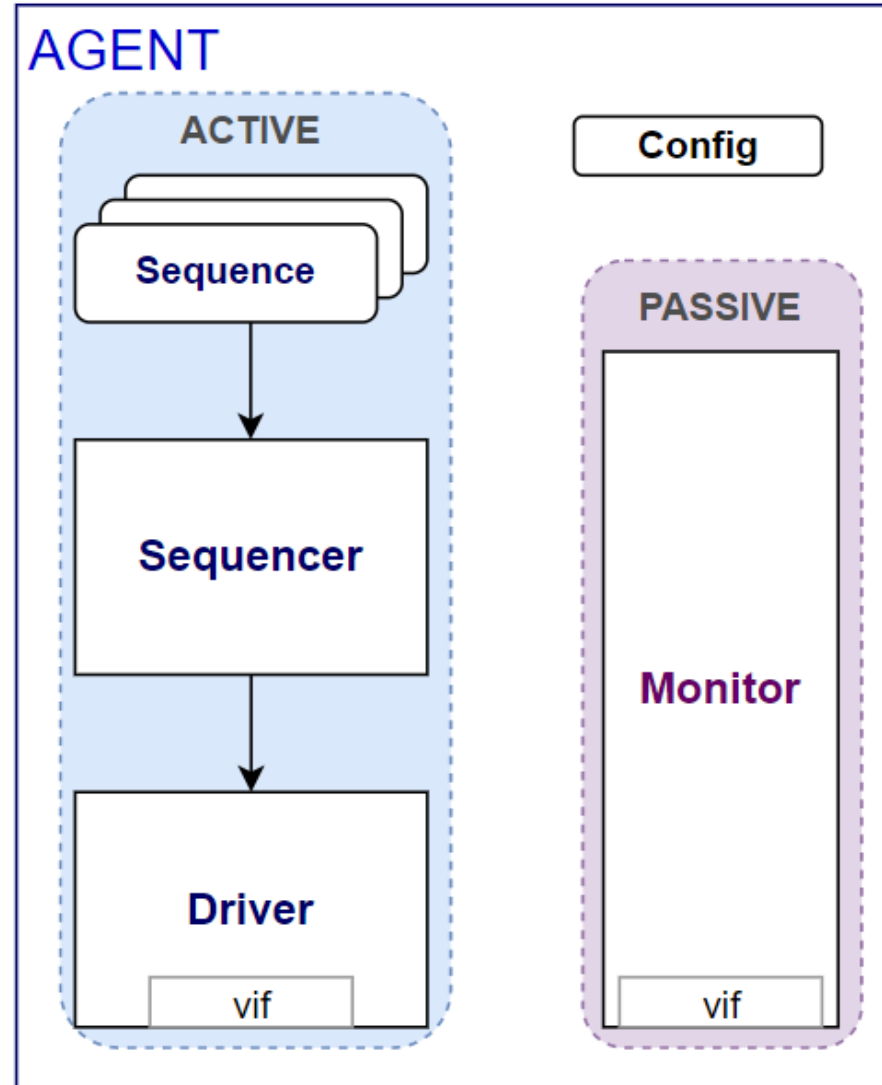 AGENT
ACTIVE
Sequence
Sequencer
Driver
vif
Config
PASSIVE
Monitor
vif